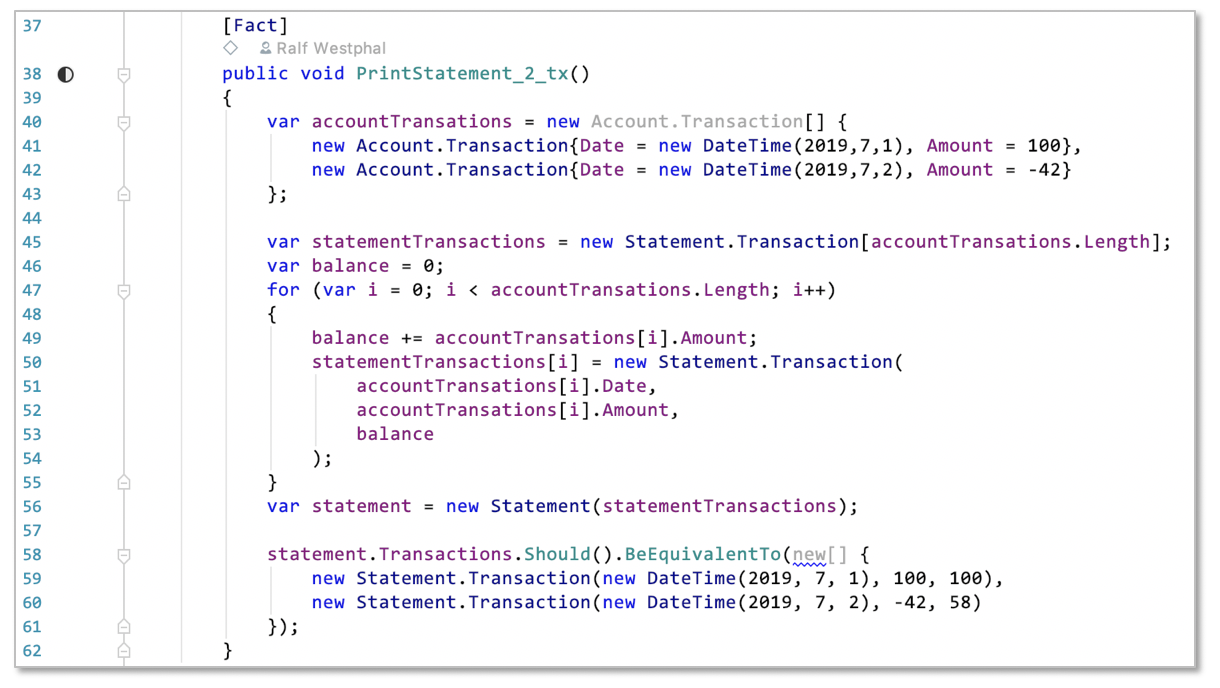 37 [Fact]
Ralf Westphal
38 public void PrintStatement_2_tx()
39 {
40 var accountTransations = new Account.Transaction[] {
41 new Account.Transaction{Date = new DateTime(2019,7,1), Amount = 100},
42 new Account.Transaction{Date = new DateTime(2019,7,2), Amount = -42}
43 };
44
45 var statementTransactions = new Statement.Transaction[accountTransations.Length];
46 var balance = 0;
47 for (var i = 0; i < accountTransations.Length; i++)
48 {
49 balance += accountTransations[i].Amount;
50 statementTransactions[i] = new Statement.Transaction(
51 accountTransations[i].Date,
52 accountTransations[i].Amount,
53 balance
54 );
55 }
56 var statement = new Statement(statementTransactions);
57
58 statement.Transactions.Should().BeEquivalentTo(new[] {
59 new Statement.Transaction(new DateTime(2019, 7, 1), 100, 100),
60 new Statement.Transaction(new DateTime(2019, 7, 2), -42, 58)
61 });
62 }